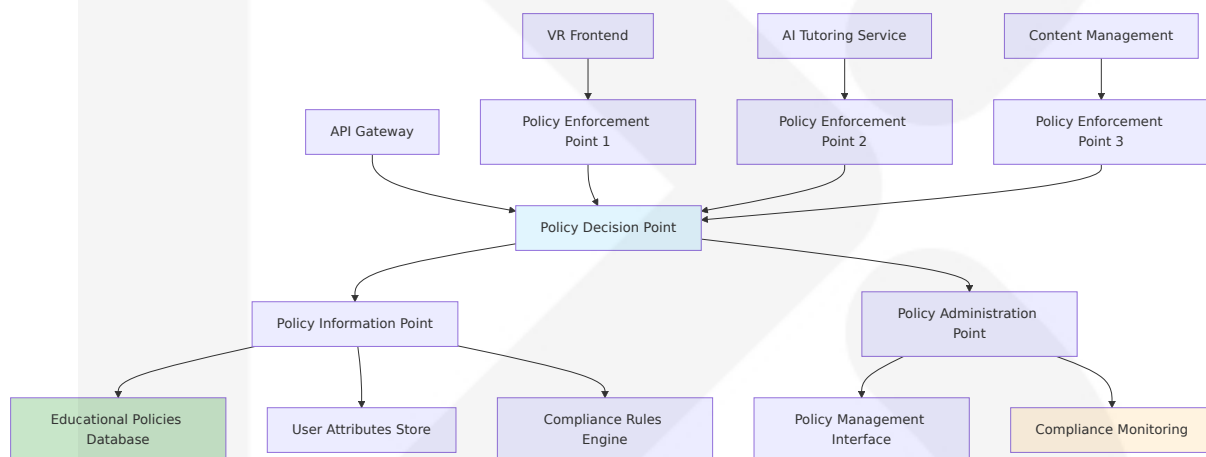 VR Frontend
AI Tutoring Service
Content Management
API Gateway
Policy Enforcement
Point 1
Policy Enforcement
Point 2
Policy Enforcement
Point 3
Policy Decision Point
Policy Information Point
Policy Administration
Point
Educational Policies
Database
User Attributes Store
Compliance Rules
Engine
Policy Management
Interface
Compliance Monitoring